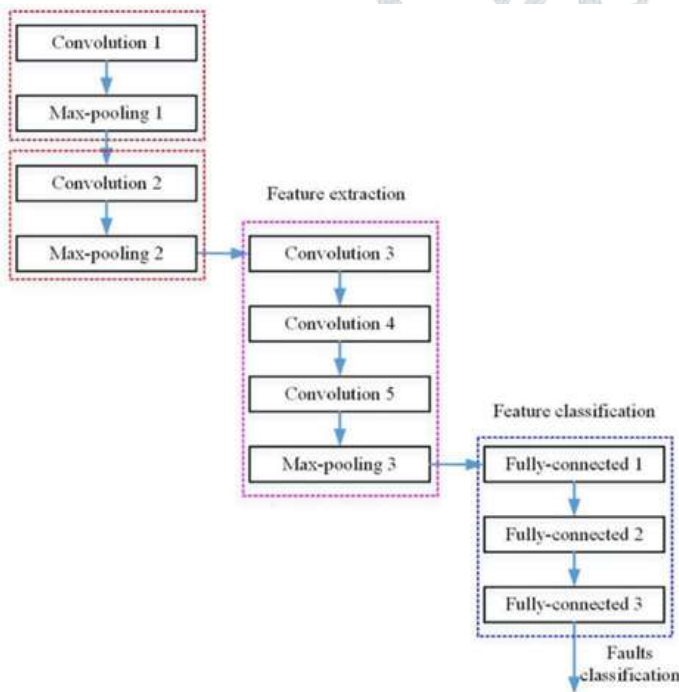 Convolution 1
Max-pooling 1
Convolution 2
Max-pooling 2
Feature extraction
Convolution 3
Convolution 4
Convolution 5
Max-pooling 3
Feature classification
Fully-connected 1
Fully-connected 2
Fully-connected 3
Faults
classification